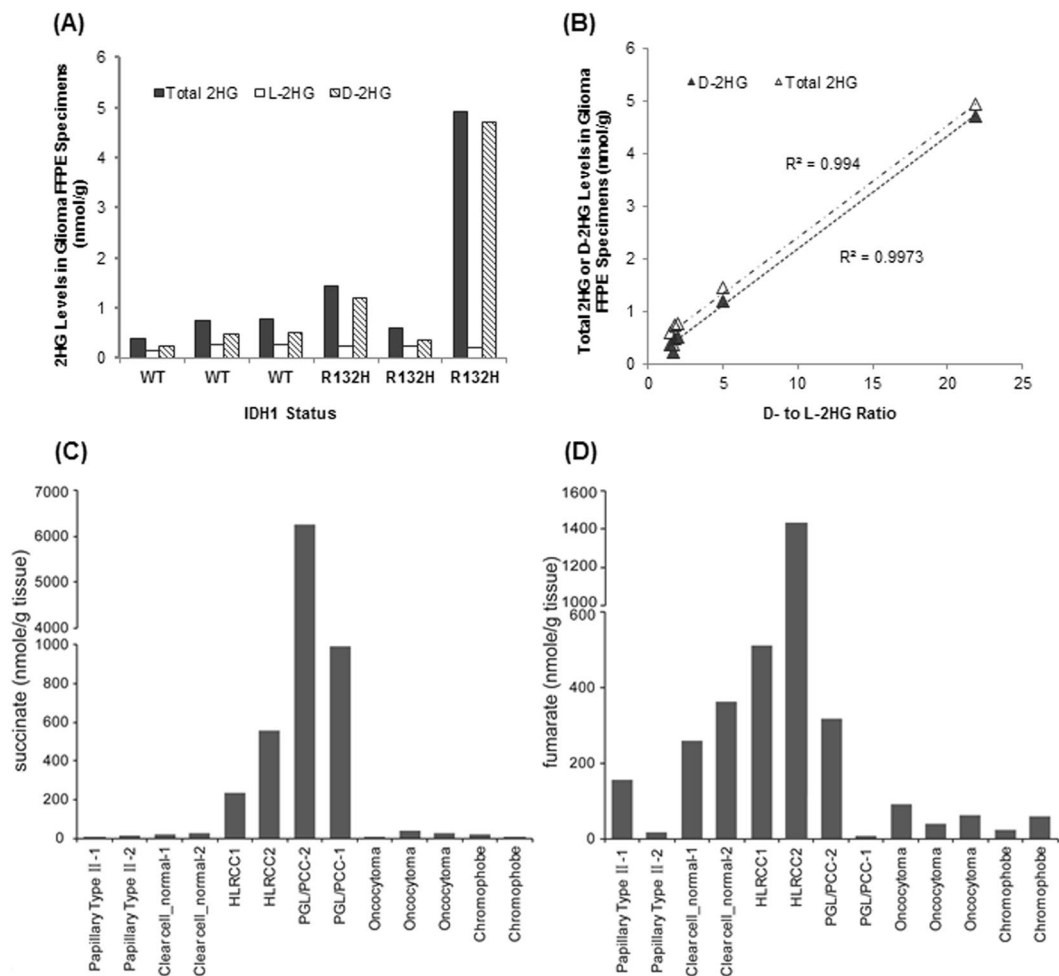 (A)
2HG Levels in Glioma FFPE Specimens
(nmol/g)
6
5
4
3
2
1
0
Total 2HG
L-2HG
D-2HG
WT
WT
WT
R132H
R132H
R132H
IDH1 Status
(B)
Total 2HG or D-2HG Levels in Glioma
FFPE Specimens (nmol/g)
6
5
4
3
2
1
0
D-2HG
Total 2HG
R² = 0.994
R² = 0.9973
0
5
10
15
20
25
D- to L-2HG Ratio
(C)
succinate (nmole/g tissue)
7000
6000
5000
4000
1000
800
600
400
200
0
Papillary Type II-1
Papillary Type II-2
Clearcell_normal-1
Clearcell_normal-2
HLRCC1
HLRCC2
PGL/PCC-2
PGL/PCC-1
Oncocytoma
Oncocytoma
Oncocytoma
Chromophobe
Chromophobe
(D)
fumarate (nmole/g tissue)
1600
1400
1200
1000
600
400
200
0
Papillary Type II-1
Papillary Type II-2
Clearcell_normal-1
Clearcell_normal-2
HLRCC1
HLRCC2
PGL/PCC-2
PGL/PCC-1
Oncocytoma
Oncocytoma
Oncocytoma
Chromophobe
Chromophobe